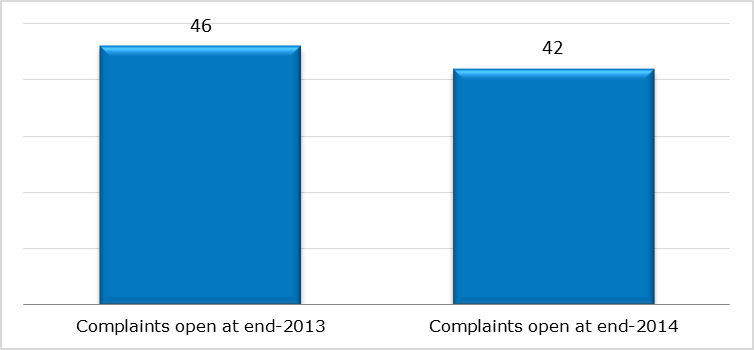 46
42
Complaints open at end-2013
Complaints open at end-2014